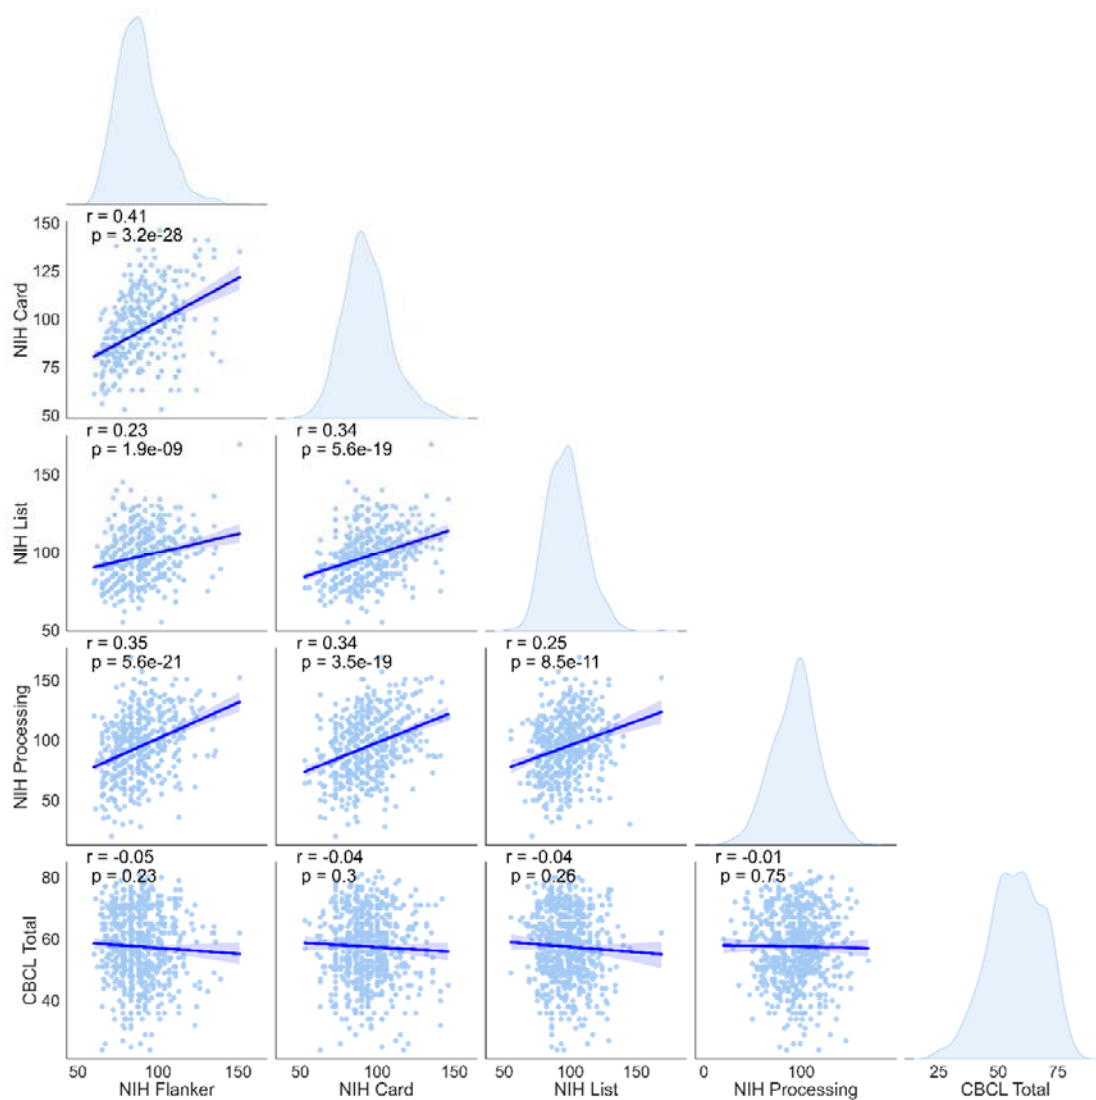 r = 0.41
p = 3.2e-28
150
125
100
75
50
NIH Card
r = 0.23
p = 1.9e-09
r = 0.34
p = 5.6e-19
150
100
50
NIH List
r = 0.35
p = 5.6e-21
r = 0.34
p = 3.5e-19
r = 0.25
p = 8.5e-11
150
100
50
NIH Processing
r = -0.05
p = 0.23
r = -0.04
p = 0.3
r = -0.04
p = 0.26
r = -0.01
p = 0.75
80
60
40
CBCL Total
50 100 150
NIH Flanker
50 100 150
NIH Card
50 100 150
NIH List
0 100
NIH Processing
25 50 75
CBCL Total